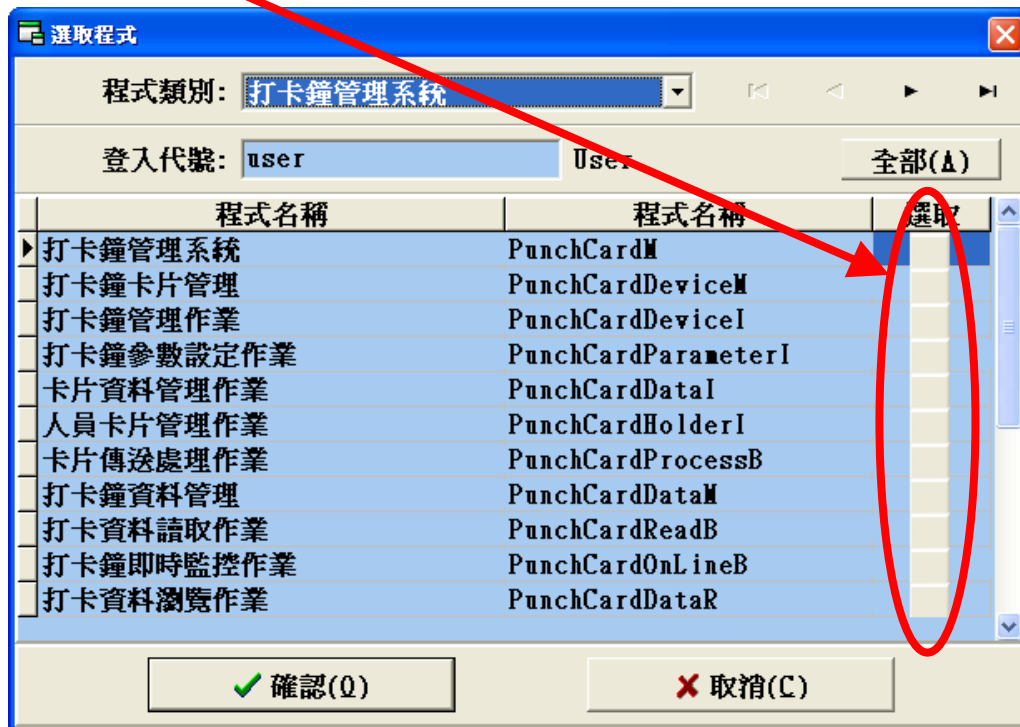 選取程式
程式類別: 打卡鐘管理系統
登入代號: user User 全部(A)
程式名稱 程式名稱 選取
打卡鐘管理系統 PunchCardM
打卡鐘卡片管理 PunchCardDeviceM
打卡鐘管理作業 PunchCardDeviceI
打卡鐘參數設定作業 PunchCardParameterI
卡片資料管理作業 PunchCardDataI
人員卡片管理作業 PunchCardHolderI
卡片傳送處理作業 PunchCardProcessB
打卡鐘資料管理 PunchCardDataM
打卡資料讀取作業 PunchCardReadB
打卡鐘即時監控作業 PunchCardOnLineB
打卡資料瀏覽作業 PunchCardDataR
確認(O) 取消(C)